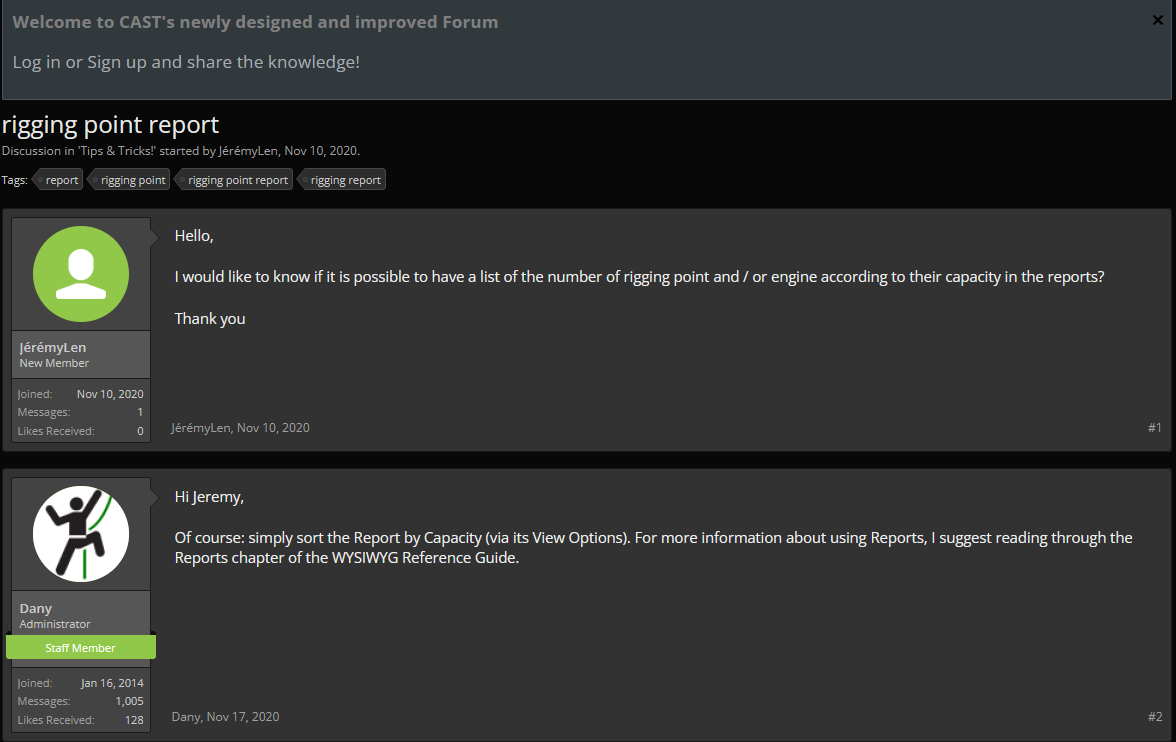 Welcome to CAST's newly designed and improved Forum
Log in or Sign up and share the knowledge!
rigging point report
Discussion in 'Tips & Tricks!' started by JérémyLen, Nov 10, 2020.
Tags: report rigging point rigging point report rigging report
Hello,
I would like to know if it is possible to have a list of the number of rigging point and / or engine according to their capacity in the reports?
Thank you
JérémyLen
New Member
Joined: Nov 10, 2020
Messages: 1
Likes Received: 0
JérémyLen, Nov 10, 2020 #1
Hi Jeremy,
Of course: simply sort the Report by Capacity (via its View Options). For more information about using Reports, I suggest reading through the
Reports chapter of the WYSIWYG Reference Guide.
Dany
Administrator
Staff Member
Joined: Jan 16, 2014
Messages: 1,005
Likes Received: 128
Dany, Nov 17, 2020 #2